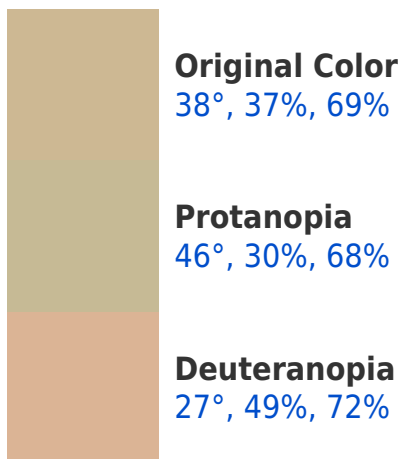 Original Color
38°, 37%, 69%
Protanopia
46°, 30%, 68%
Deuteranopia
27°, 49%, 72%